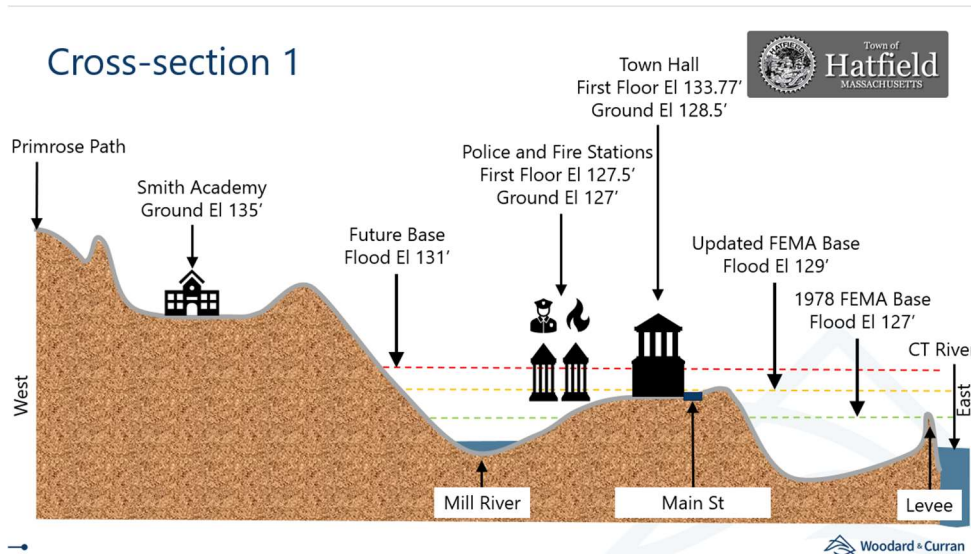 Cross-section 1
Town of
Hatfield
MASSACHUSETTS
HATFIELD
Town Hall
First Floor El 133.77'
Ground El 128.5'
Primrose Path
Police and Fire Stations
First Floor El 127.5'
Ground El 127'
Smith Academy
Ground El 135'
Future Base
Flood El 131'
Updated FEMA Base
Flood El 129'
1978 FEMA Base
Flood El 127'
CT River
West
East
Mill River
Main St
Levee
Woodard & Curran